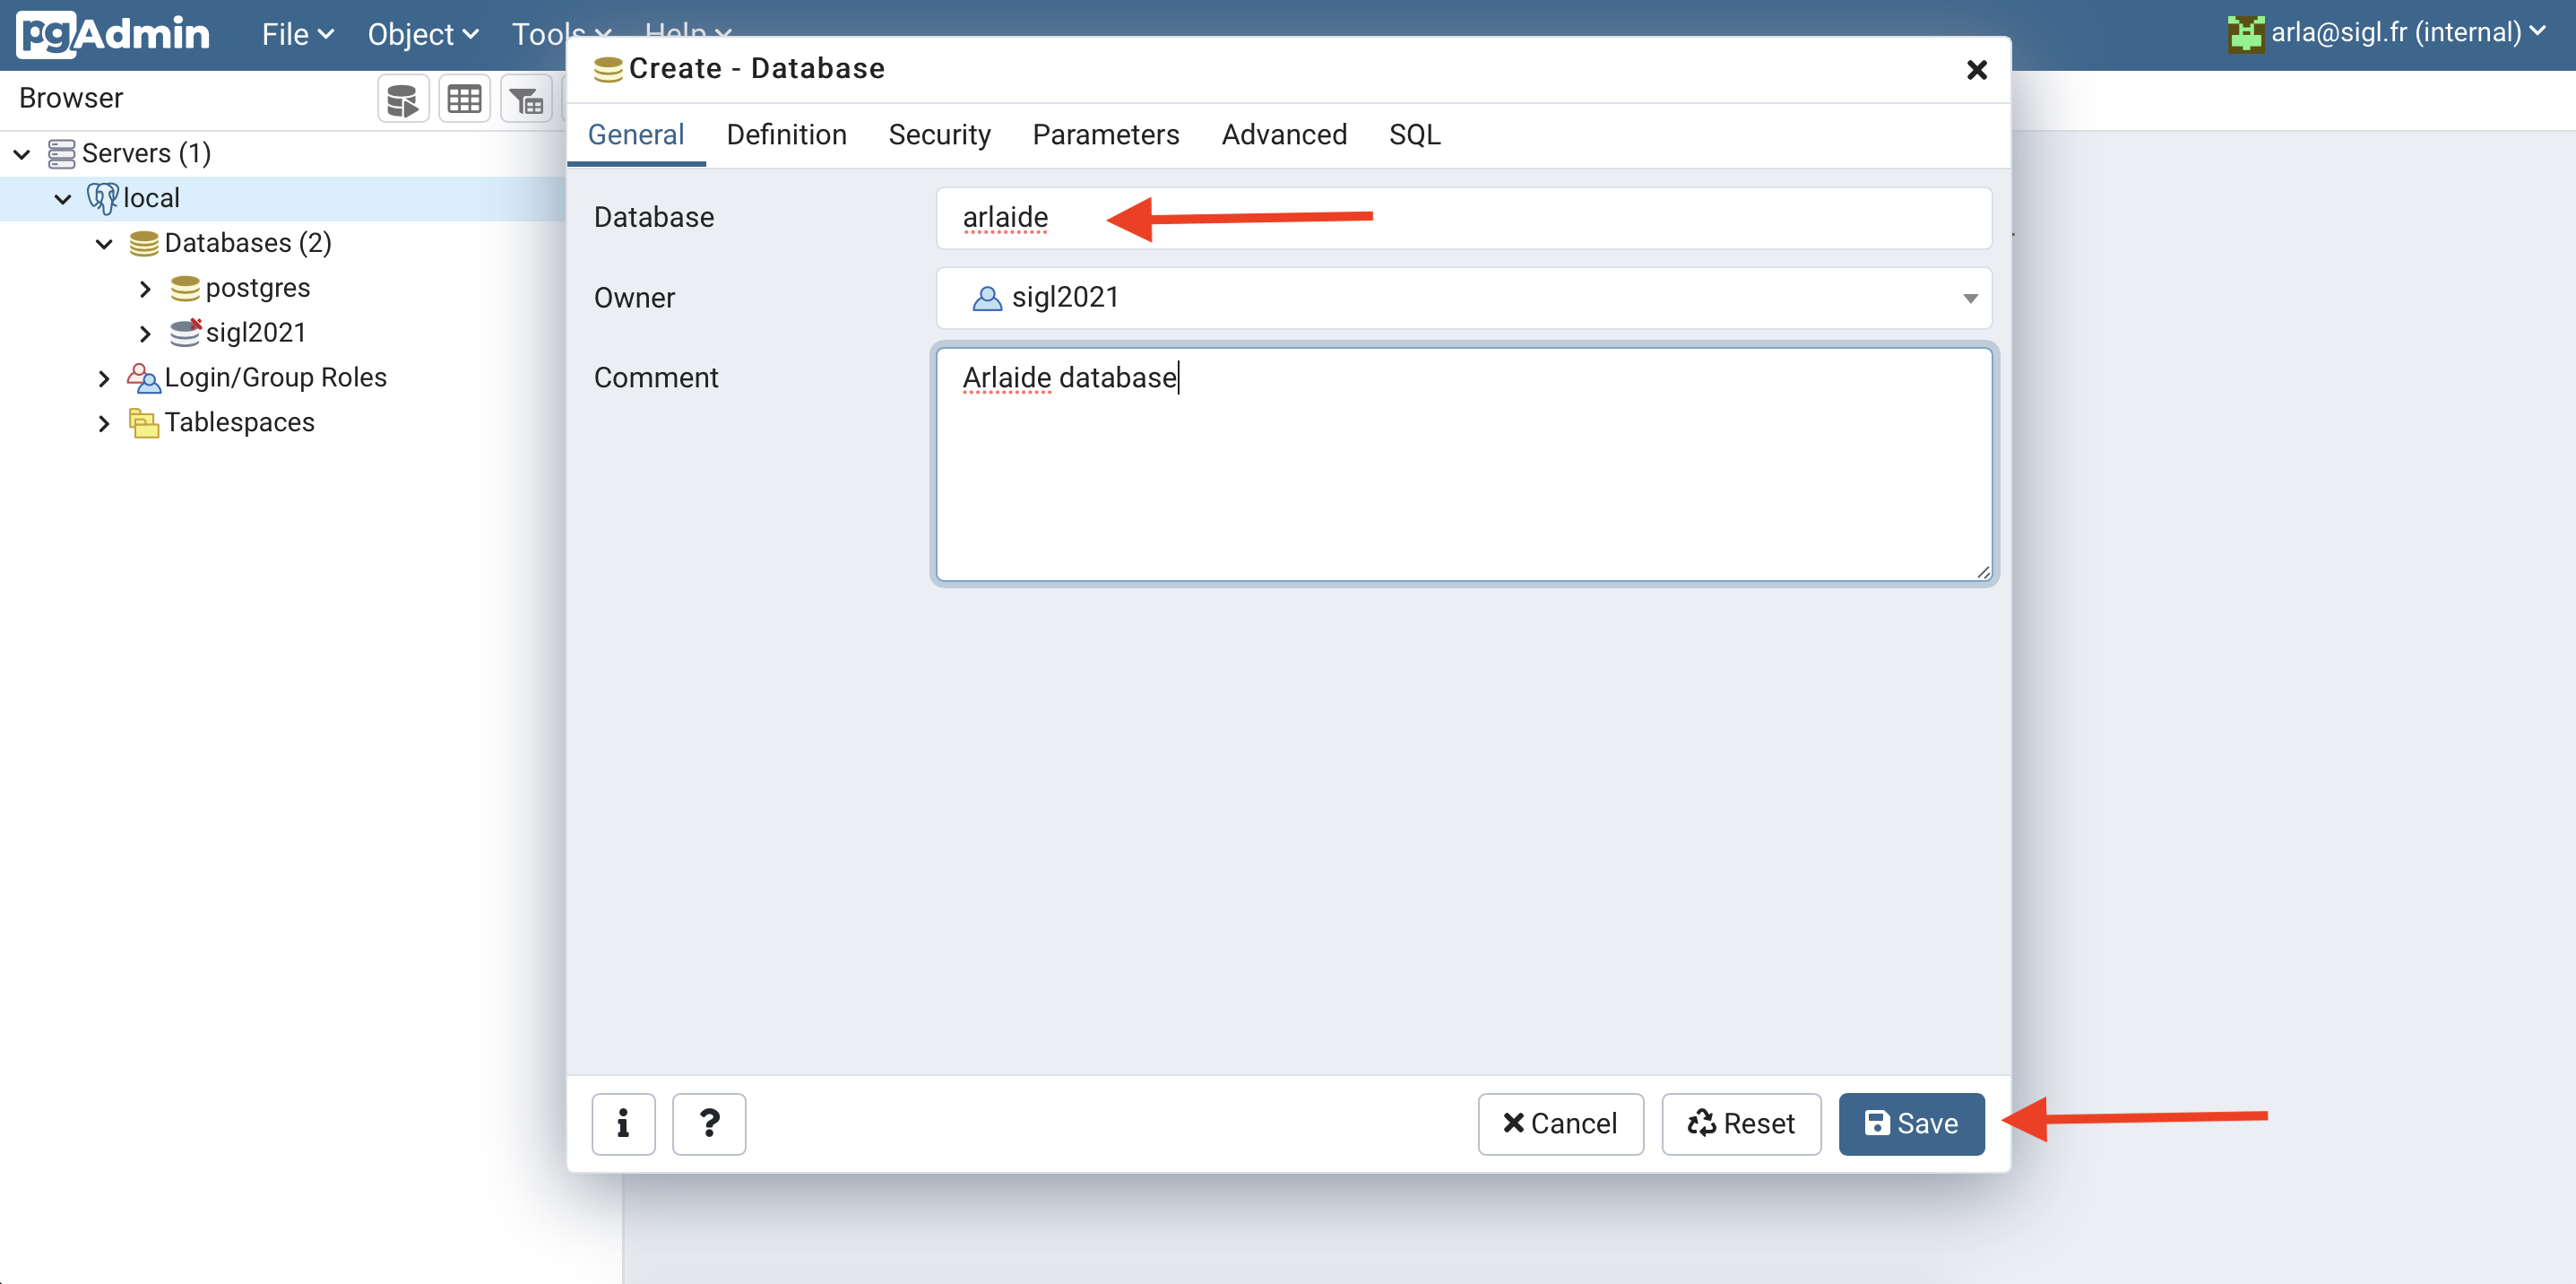 pgAdmin File Object Tools Help arla@sigl.fr (internal)
Create - Database
Browser
General Definition Security Parameters Advanced SQL
Servers (1)
local
Databases (2)
postgres
sigl2021
Login/Group Roles
Tablespaces
Database arlaide
Owner sigl2021
Comment Arlaide database
i ? Cancel Reset Save